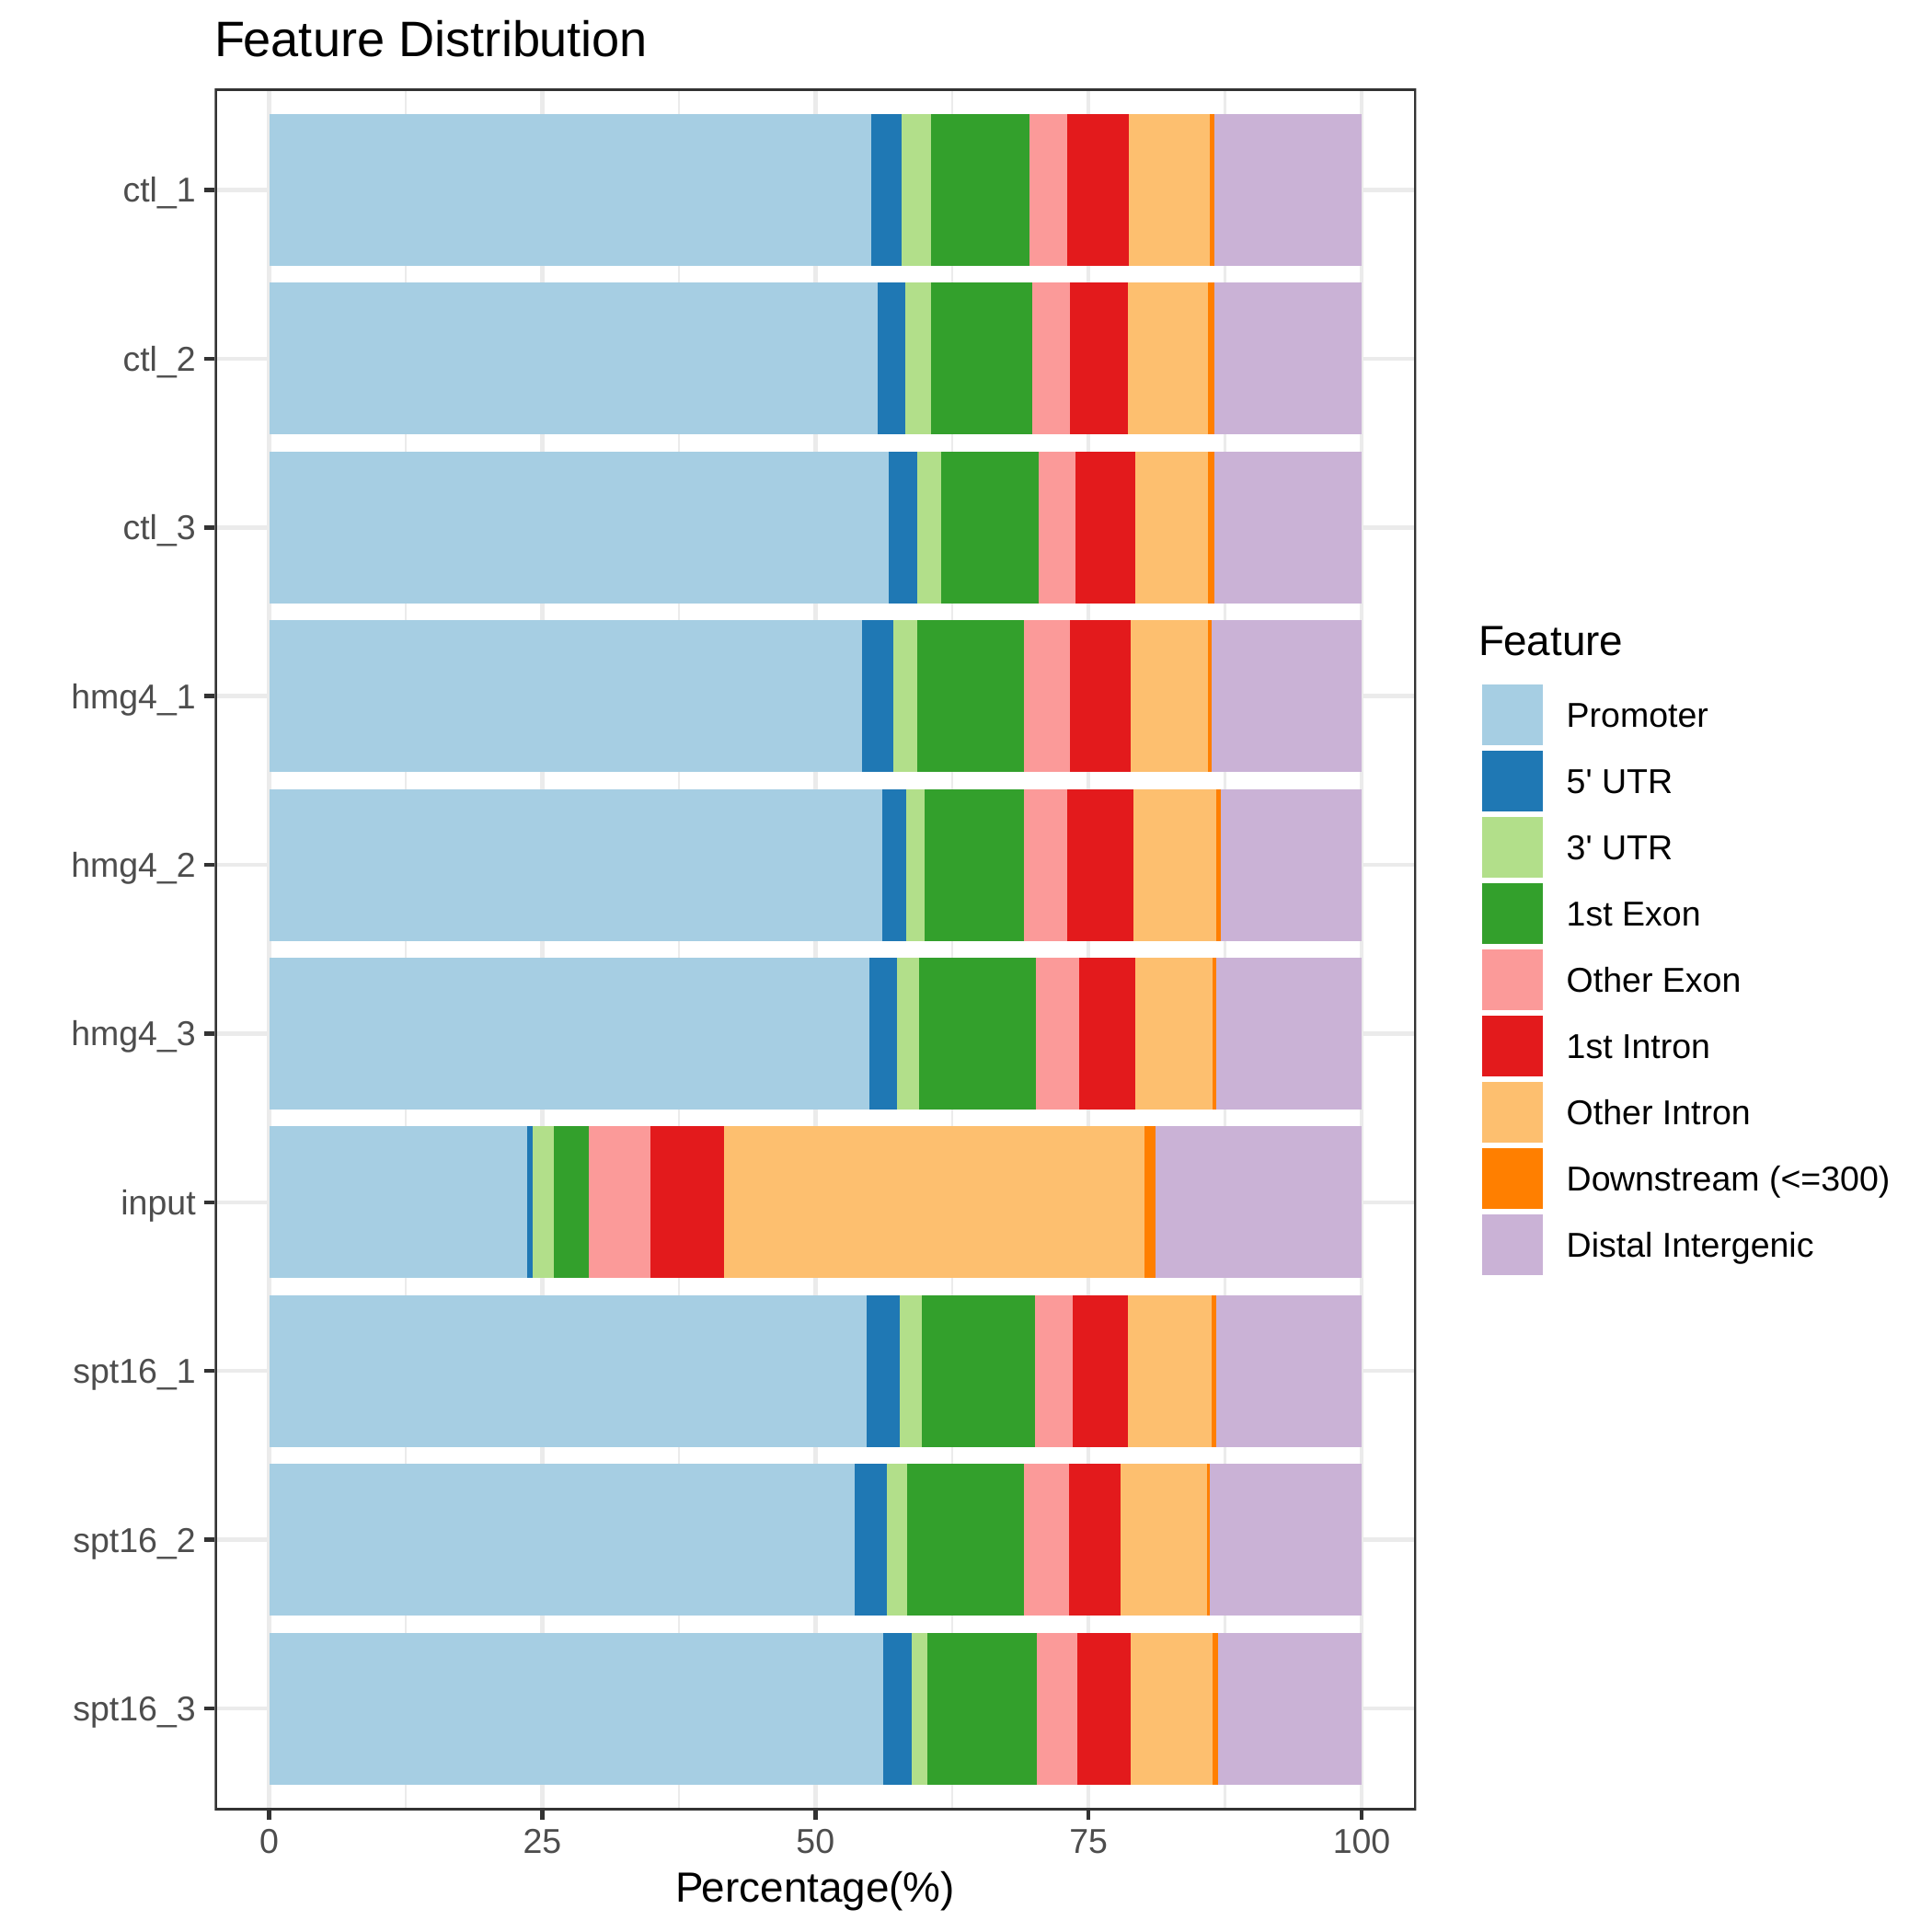 Feature Distribution
ctl_1
ctl_2
ctl_3
hmg4_1
hmg4_2
hmg4_3
input
spt16_1
spt16_2
spt16_3
0 25 50 75 100
Percentage(%)
Feature
Promoter
5' UTR
3' UTR
1st Exon
Other Exon
1st Intron
Other Intron
Downstream (<=300)
Distal Intergenic